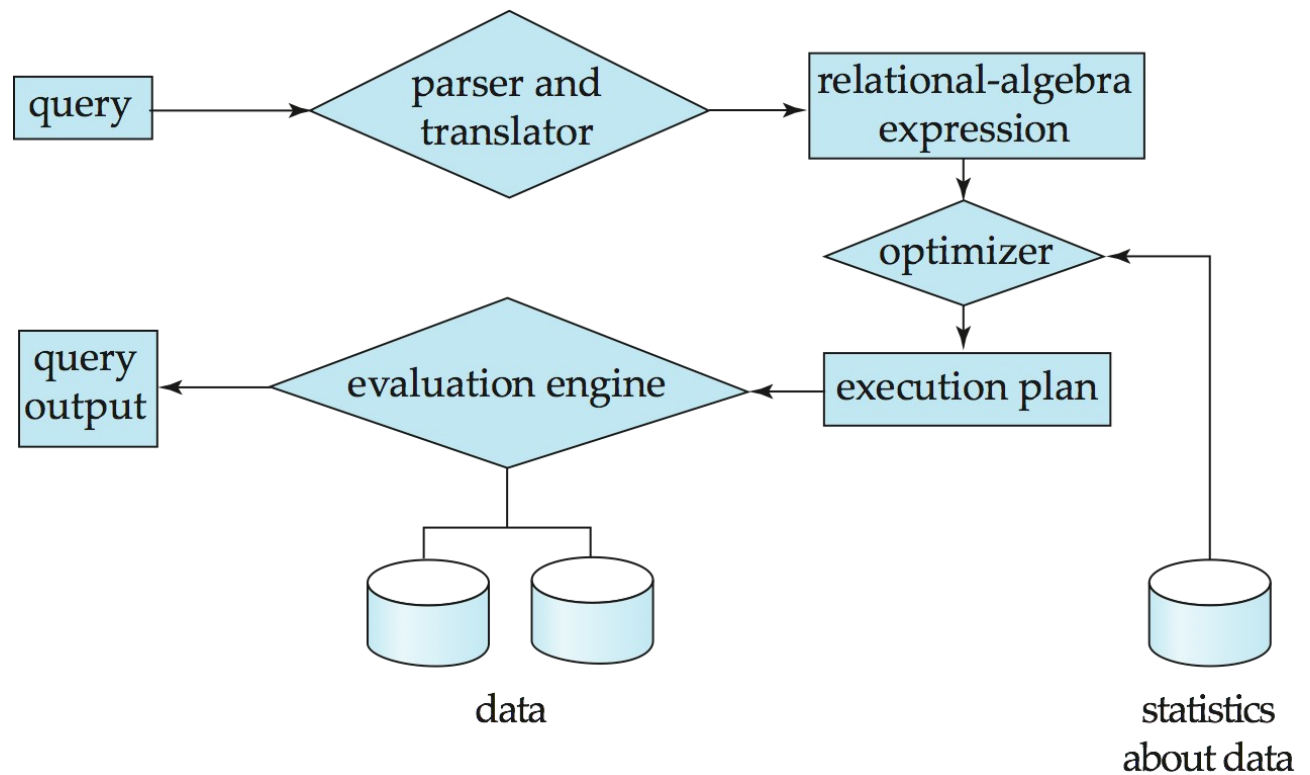 query
parser and
translator
relational-algebra
expression
optimizer
query
output
evaluation engine
execution plan
data
statistics
about data